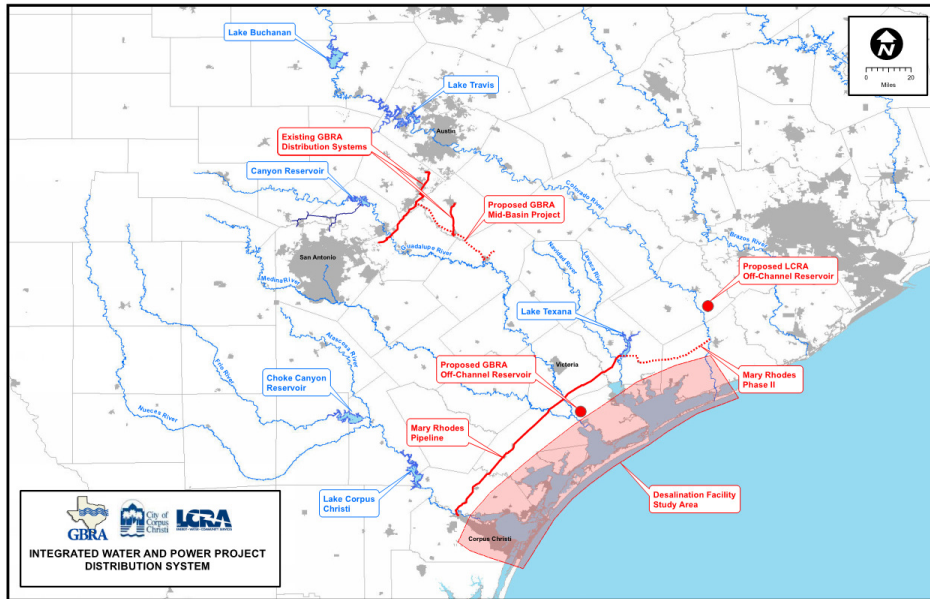 Lake Buchanan
N
0 20
Miles
Lake Travis
Austin
Existing GBRA
Distribution Systems
Canyon Reservoir
Colorado River
Proposed GBRA
Mid-Basin Project
Brazos River
San Antonio
Guadalupe River
Navidad River
Lavaca River
Proposed LCRA
Off-Channel Reservoir
Medina River
Lake Texana
Atascosa River
Proposed GBRA
Off-Channel Reservoir
Victoria
Frio River
Choke Canyon
Reservoir
Mary Rhodes
Phase II
Nueces River
Mary Rhodes
Pipeline
Lake Corpus
Christi
Desalination Facility
Study Area
Corpus Christi
GBRA
City of
Corpus
Christi
LCRA
INTEGRATED WATER AND POWER PROJECT
DISTRIBUTION SYSTEM